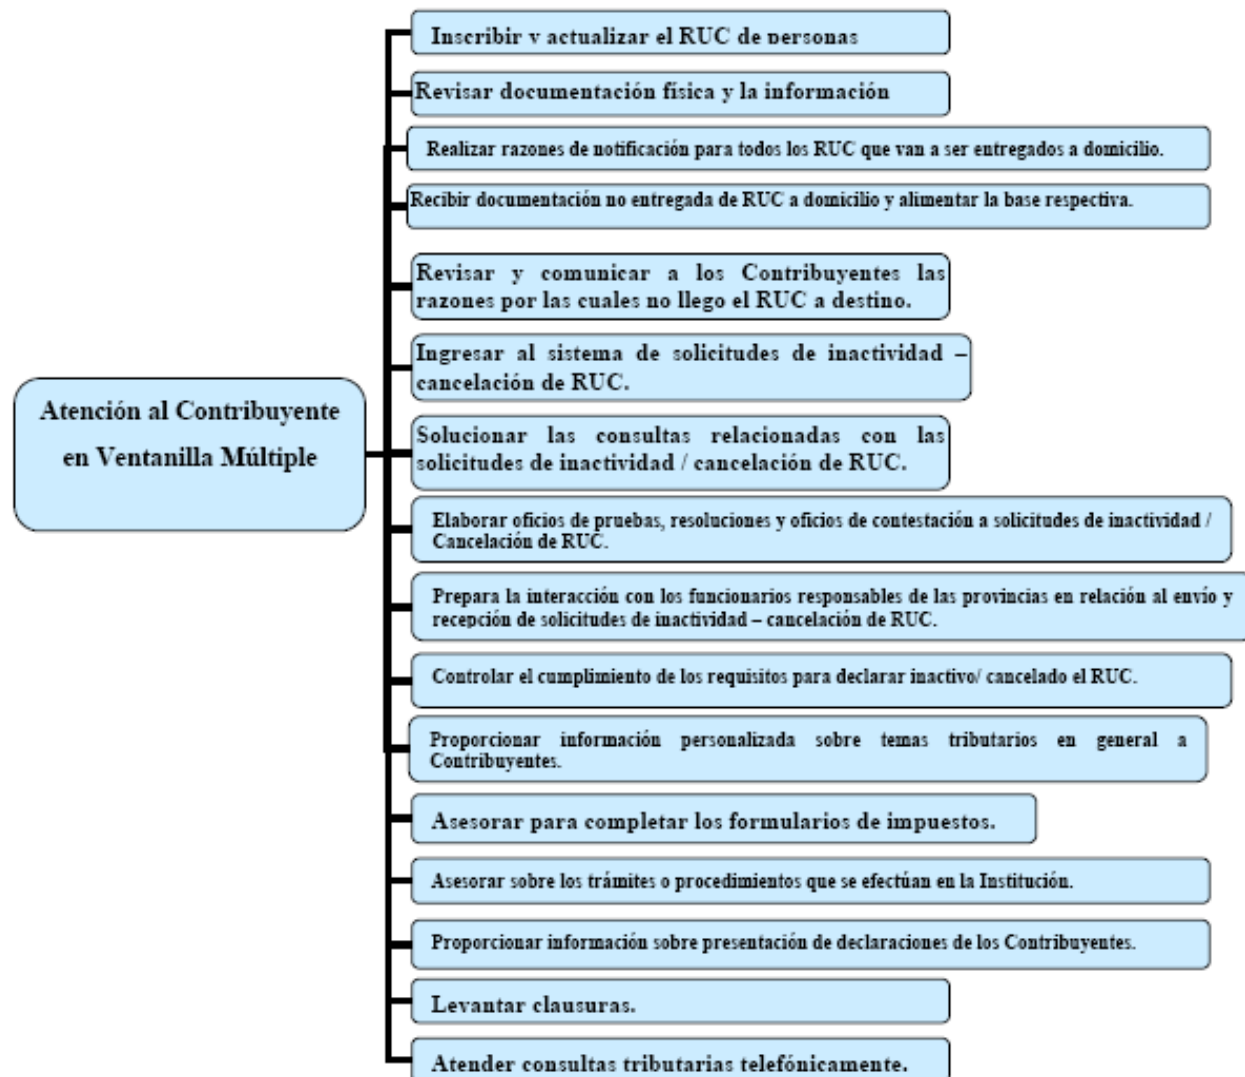 Inscribir y actualizar el RUC de personas
Revisar documentación física y la información
Realizar razones de notificación para todos los RUC que van a ser entregados a domicilio.
Recibir documentación no entregada de RUC a domicilio y alimentar la base respectiva.
Revisar y comunicar a los Contribuyentes las
razones por las cuales no llego el RUC a destino.
Ingresar al sistema de solicitudes de inactividad –
cancelación de RUC.
Atención al Contribuyente
en Ventanilla Múltiple
Solucionar las consultas relacionadas con las
solicitudes de inactividad / cancelación de RUC.
Elaborar oficios de pruebas, resoluciones y oficios de contestación a solicitudes de inactividad /
Cancelación de RUC.
Prepara la interacción con los funcionarios responsables de las provincias en relación al envío y
recepción de solicitudes de inactividad – cancelación de RUC.
Controlar el cumplimiento de los requisitos para declarar inactivo/ cancelado el RUC.
Proporcionar información personalizada sobre temas tributarios en general a
Contribuyentes.
Asesorar para completar los formularios de impuestos.
Asesorar sobre los trámites o procedimientos que se efectúan en la Institución.
Proporcionar información sobre presentación de declaraciones de los Contribuyentes.
Levantar clausuras.
Atender consultas tributarias telefónicamente.